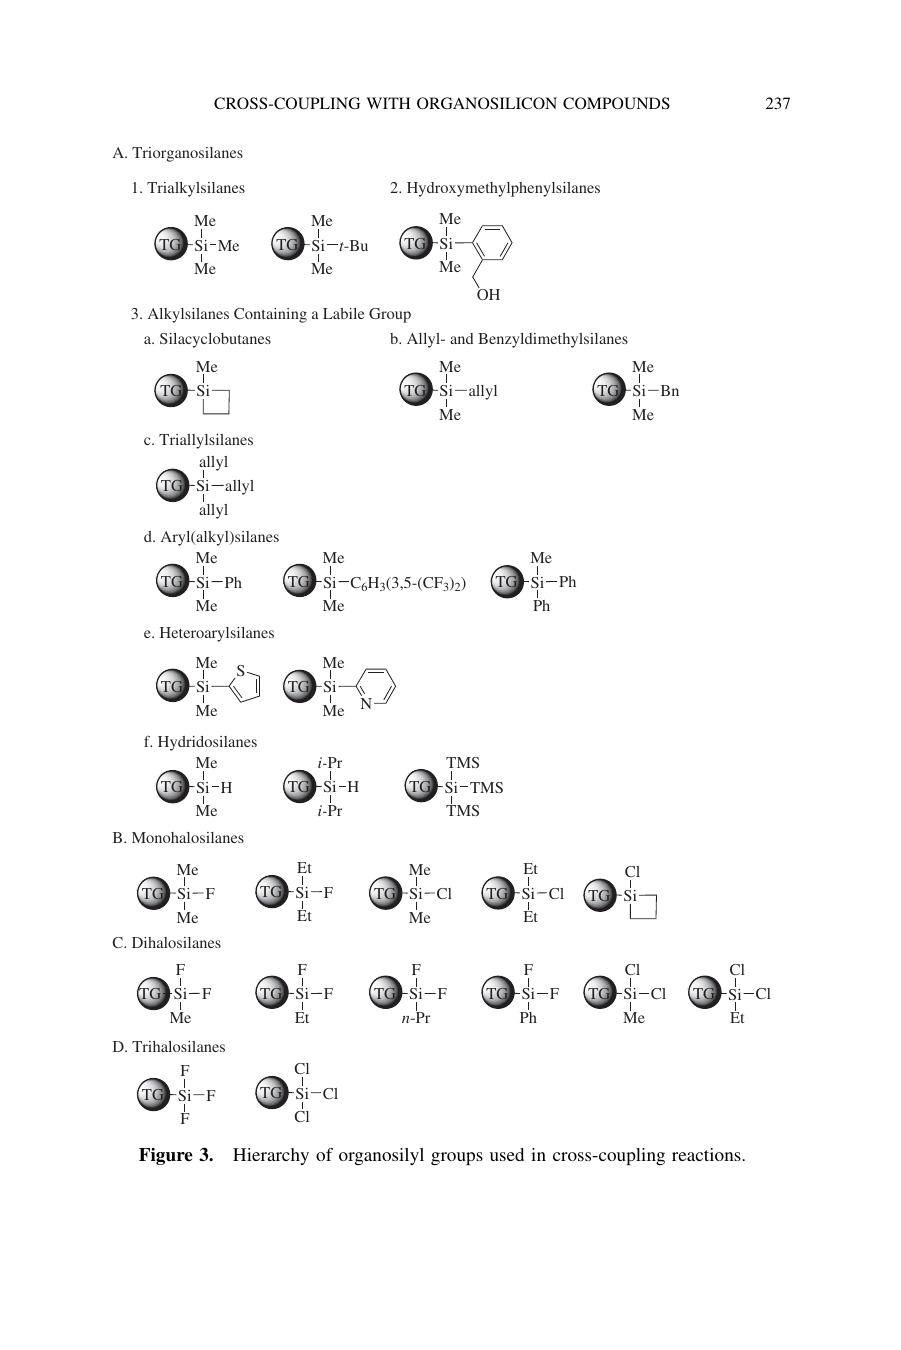 CROSS-COUPLING WITH ORGANOSILICON COMPOUNDS 237
A. Triorganosilanes
1. Trialkylsilanes 2. Hydroxymethylphenylsilanes
Me Me Me
TG Si Me TG Si t-Bu TG Si
Me Me Me
OH
3. Alkylsilanes Containing a Labile Group
a. Silacyclobutanes b. Allyl- and Benzyldimethylsilanes
Me Me Me
TG Si TG Si allyl TG Si Bn
Me Me
c. Triallylsilanes
allyl
TG Si allyl
allyl
d. Aryl(alkyl)silanes
Me Me Me
TG Si Ph TG Si C6H3(3,5-(CF3)2) TG Si Ph
Me Me Ph
e. Heteroarylsilanes
Me S Me
TG Si TG Si
Me Me N
f. Hydridosilanes
Me i-Pr TMS
TG Si H TG Si H TG Si TMS
Me i-Pr TMS
B. Monohalosilanes
Me Et Me Et Cl
TG Si F TG Si F TG Si Cl TG Si Cl TG Si
Me Et Me Et
C. Dihalosilanes
F F F F Cl Cl
TG Si F TG Si F TG Si F TG Si F TG Si Cl TG Si Cl
Me Et n-Pr Ph Me Et
D. Trihalosilanes
F Cl
TG Si F TG Si Cl
F Cl
Figure 3. Hierarchy of organosilyl groups used in cross-coupling reactions.